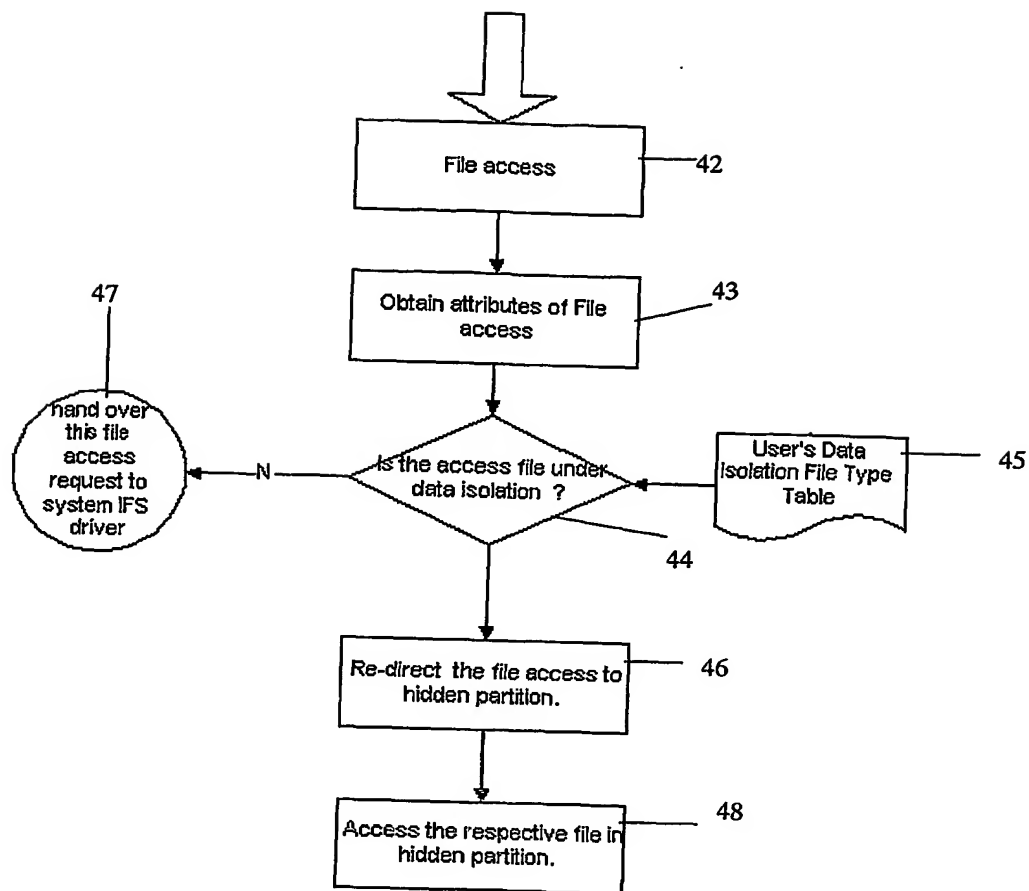 File access
42
Obtain attributes of File
access
43
47
hand over
this file
access
request to
system IFS
driver
N
Is the access file under
data isolation ?
44
User's Data
Isolation File Type
Table
45
Re-direct the file access to
hidden partition.
46
Access the respective file in
hidden partition.
48